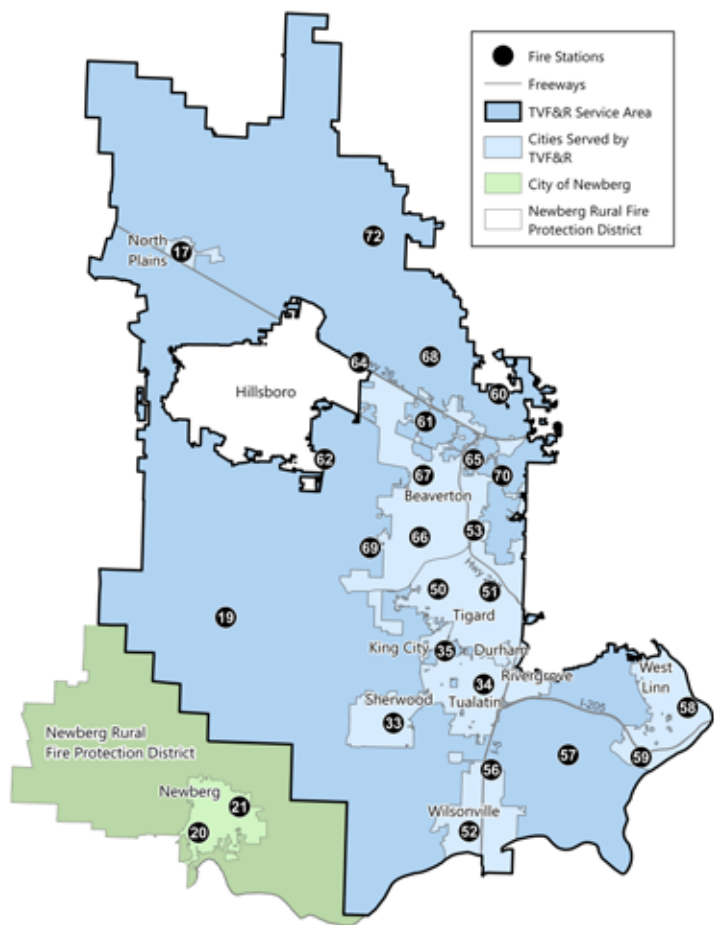 Fire Stations
Freeways
TVF&R Service Area
Cities Served by
TVF&R
City of Newberg
Newberg Rural Fire
Protection District
72
North
Plains
17
64
68
Hillsboro
60
61
62
65
67
70
Beaverton
53
66
69
50
51
Tigard
19
King City
35
Durham
Rivergrove
West
Linn
34
Sherwood
Tualatin
33
I-205
58
Newberg Rural
Fire Protection District
57
59
I-5
56
Newberg
21
20
Wilsonville
52